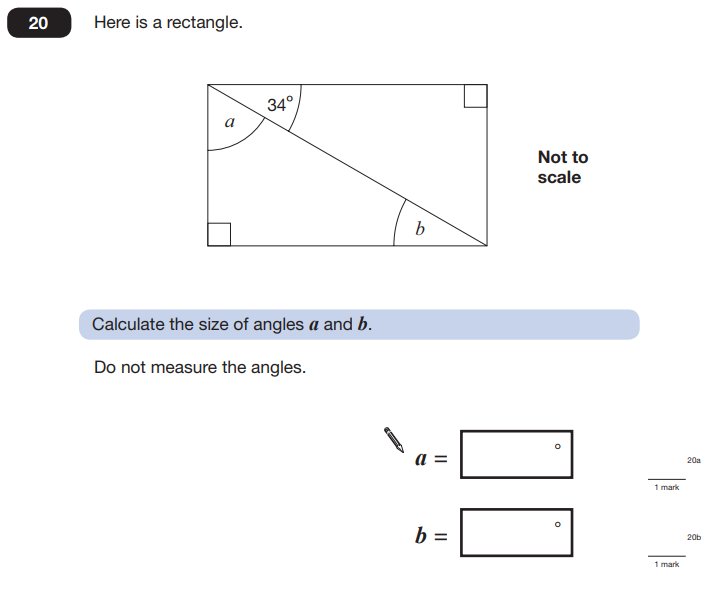 20 Here is a rectangle.
34°
a
Not to
scale
b
Calculate the size of angles a and b.
Do not measure the angles.
a = °
20a
1 mark
b = °
20b
1 mark